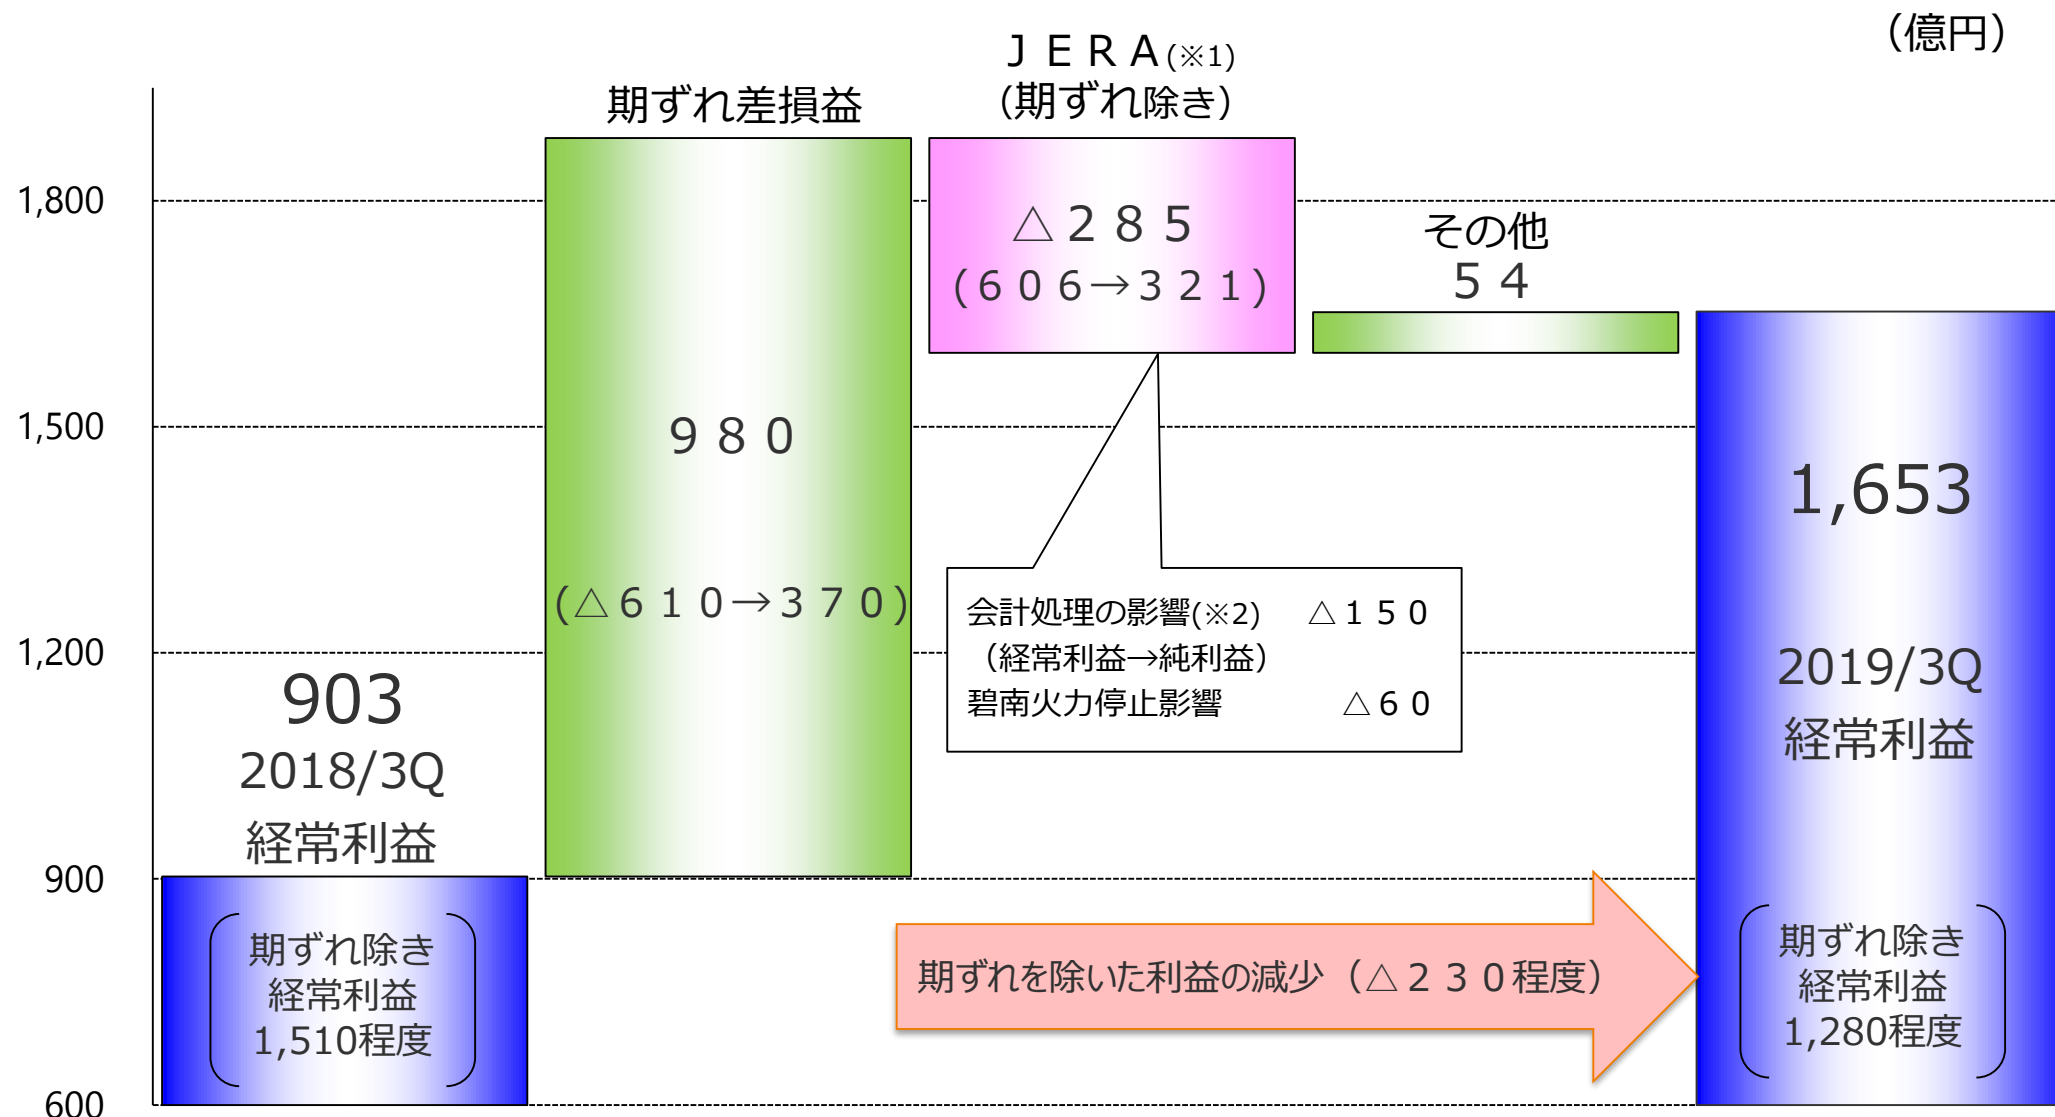 （億円）
ＪＥＲＡ(※1)
（期ずれ除き）
期ずれ差損益
1,800
1,500
1,200
900
600
903
2018/3Q
経常利益
期ずれ除き
経常利益
1,510程度
９８０
(△６１０→３７０)
△２８５
(６０６→３２１)
その他
５４
会計処理の影響(※2) △１５０
（経常利益→純利益）
碧南火力停止影響 △６０
期ずれを除いた利益の減少（△２３０程度）
1,653
2019/3Q
経常利益
期ずれ除き
経常利益
1,280程度